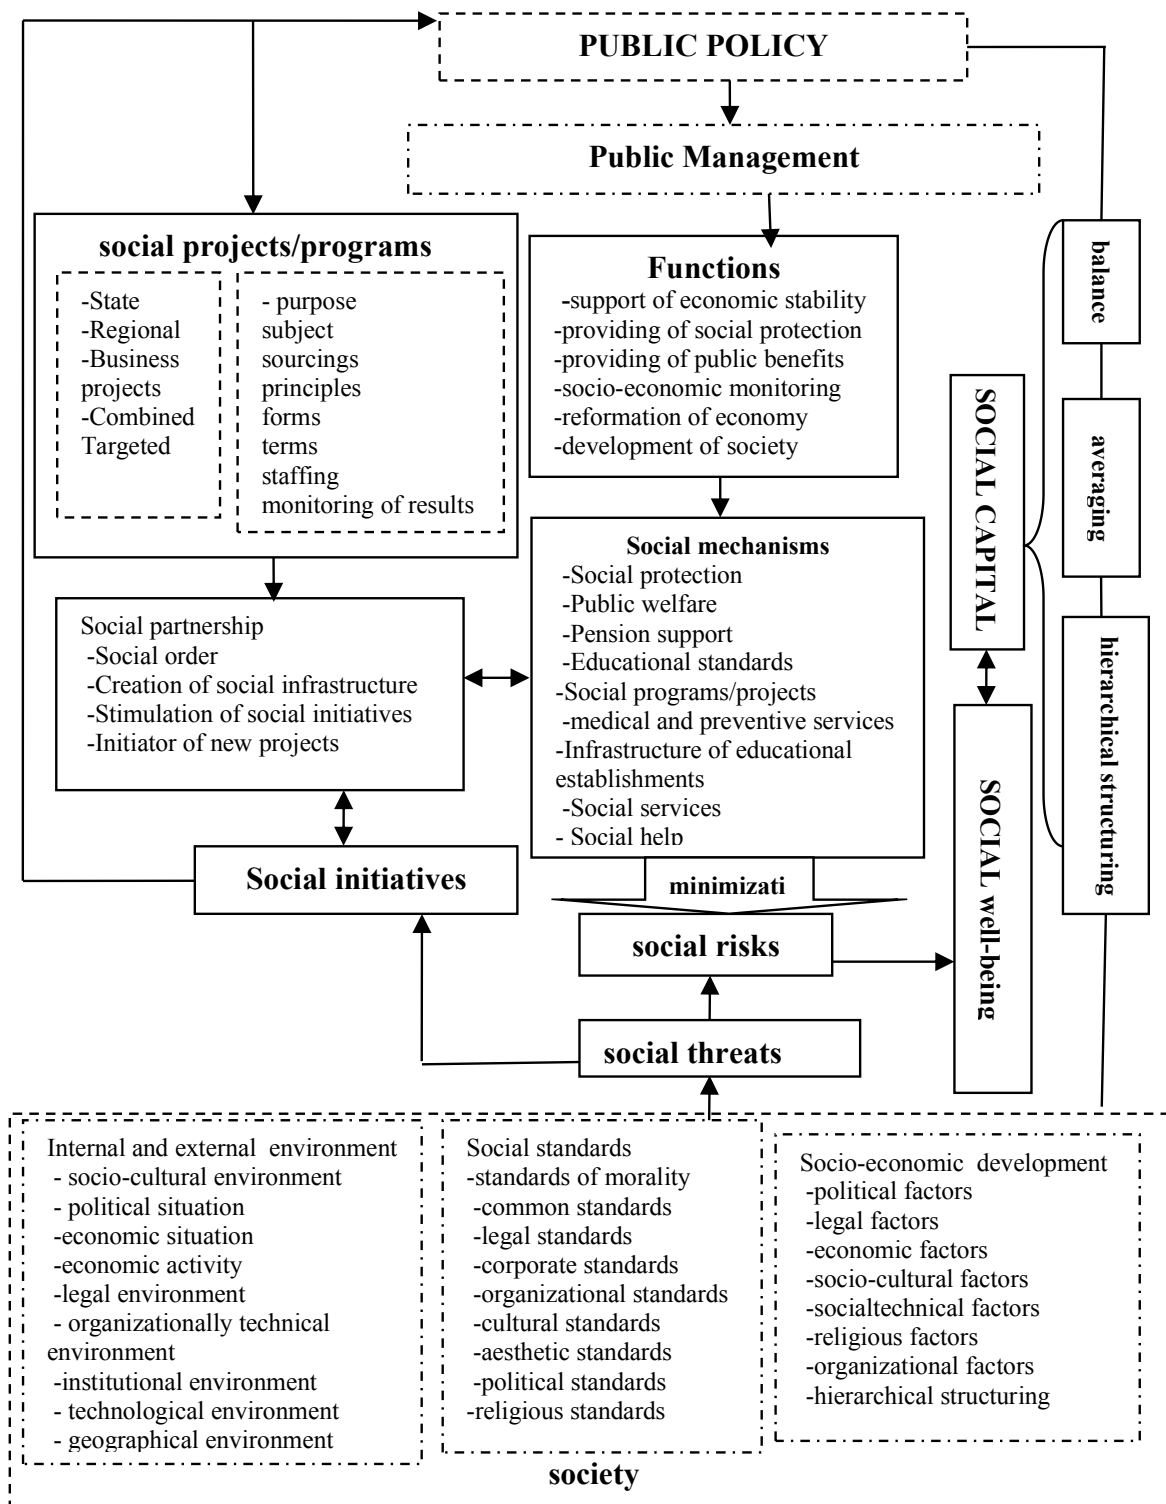 PUBLIC POLICY
Public Management
social projects/programs
-State
-Regional
-Business
projects
-Combined
Targeted
- purpose
subject
sourcings
principles
forms
terms
staffing
monitoring of results
Functions
-support of economic stability
-providing of social protection
-providing of public benefits
-socio-economic monitoring
-reformation of economy
-development of society
balance
averaging
hierarchical structuring
SOCIAL CAPITAL
SOCIAL well-being
Social mechanisms
-Social protection
-Public welfare
-Pension support
-Educational standards
-Social programs/projects
-medical and preventive services
-Infrastructure of educational
establishments
-Social services
- Social help
Social partnership
-Social order
-Creation of social infrastructure
-Stimulation of social initiatives
-Initiator of new projects
Social initiatives
minimizati
social risks
social threats
Internal and external environment
- socio-cultural environment
- political situation
-economic situation
-economic activity
-legal environment
- organizationally technical
environment
-institutional environment
- technological environment
- geographical environment
Social standards
-standards of morality
-common standards
-legal standards
-corporate standards
-organizational standards
-cultural standards
-aesthetic standards
-political standards
-religious standards
Socio-economic development
-political factors
-legal factors
-economic factors
-socio-cultural factors
-socialtechnical factors
-religious factors
-organizational factors
-hierarchical structuring
society